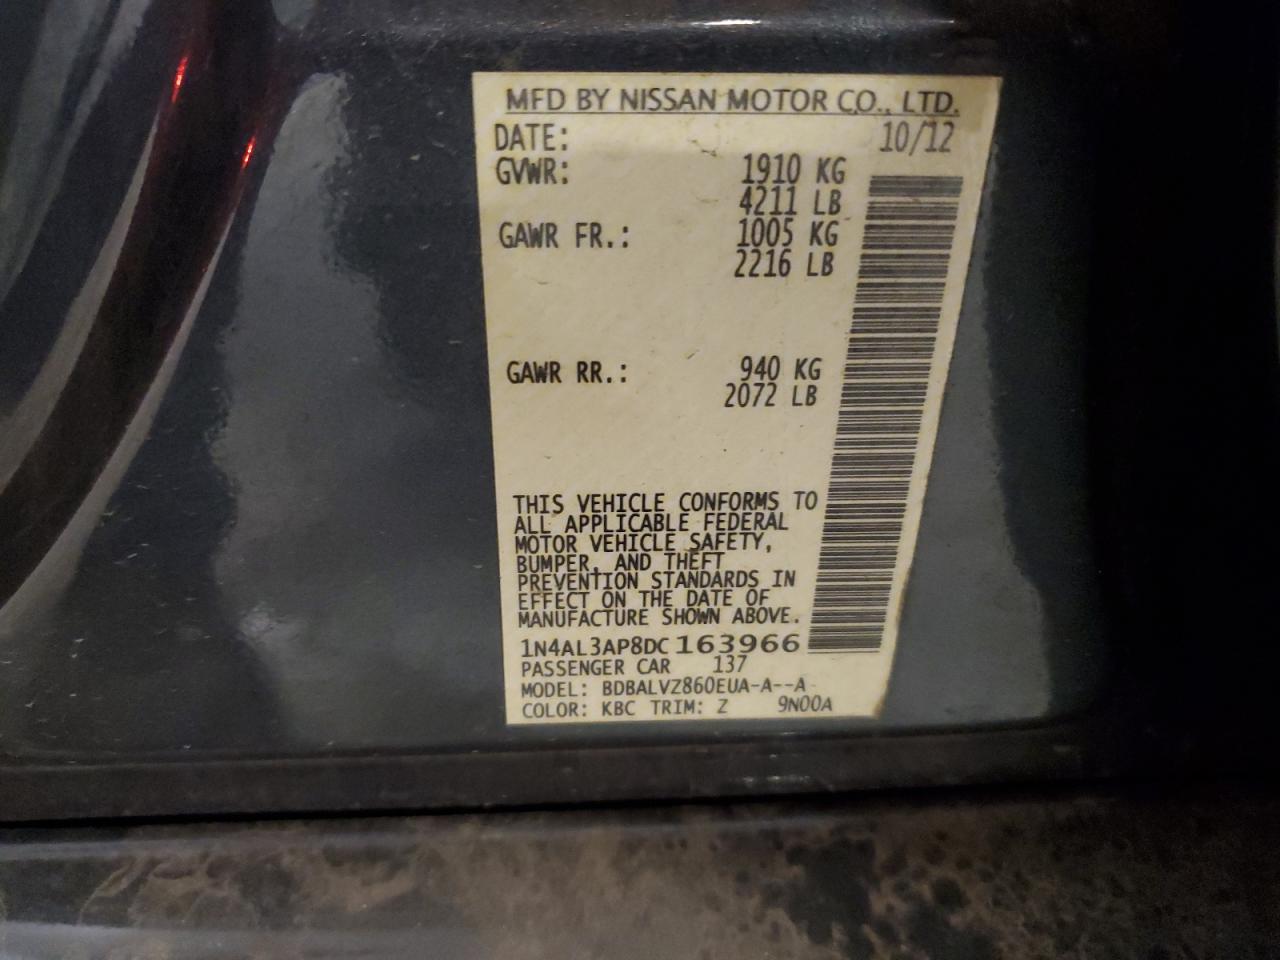 MFD BY NISSAN MOTOR CO., LTD.
DATE: 10/12
GVWR: 1910 KG
4211 LB
GAWR FR.: 1005 KG
2216 LB
GAWR RR.: 940 KG
2072 LB
THIS VEHICLE CONFORMS TO
ALL APPLICABLE FEDERAL
MOTOR VEHICLE SAFETY,
BUMPER, AND THEFT
PREVENTION STANDARDS IN
EFFECT ON THE DATE OF
MANUFACTURE SHOWN ABOVE.
1N4AL3AP8DC163966
PASSENGER CAR 137
MODEL: BDBALVZ860EUA-A--A
COLOR: KBC TRIM: Z 9N00A